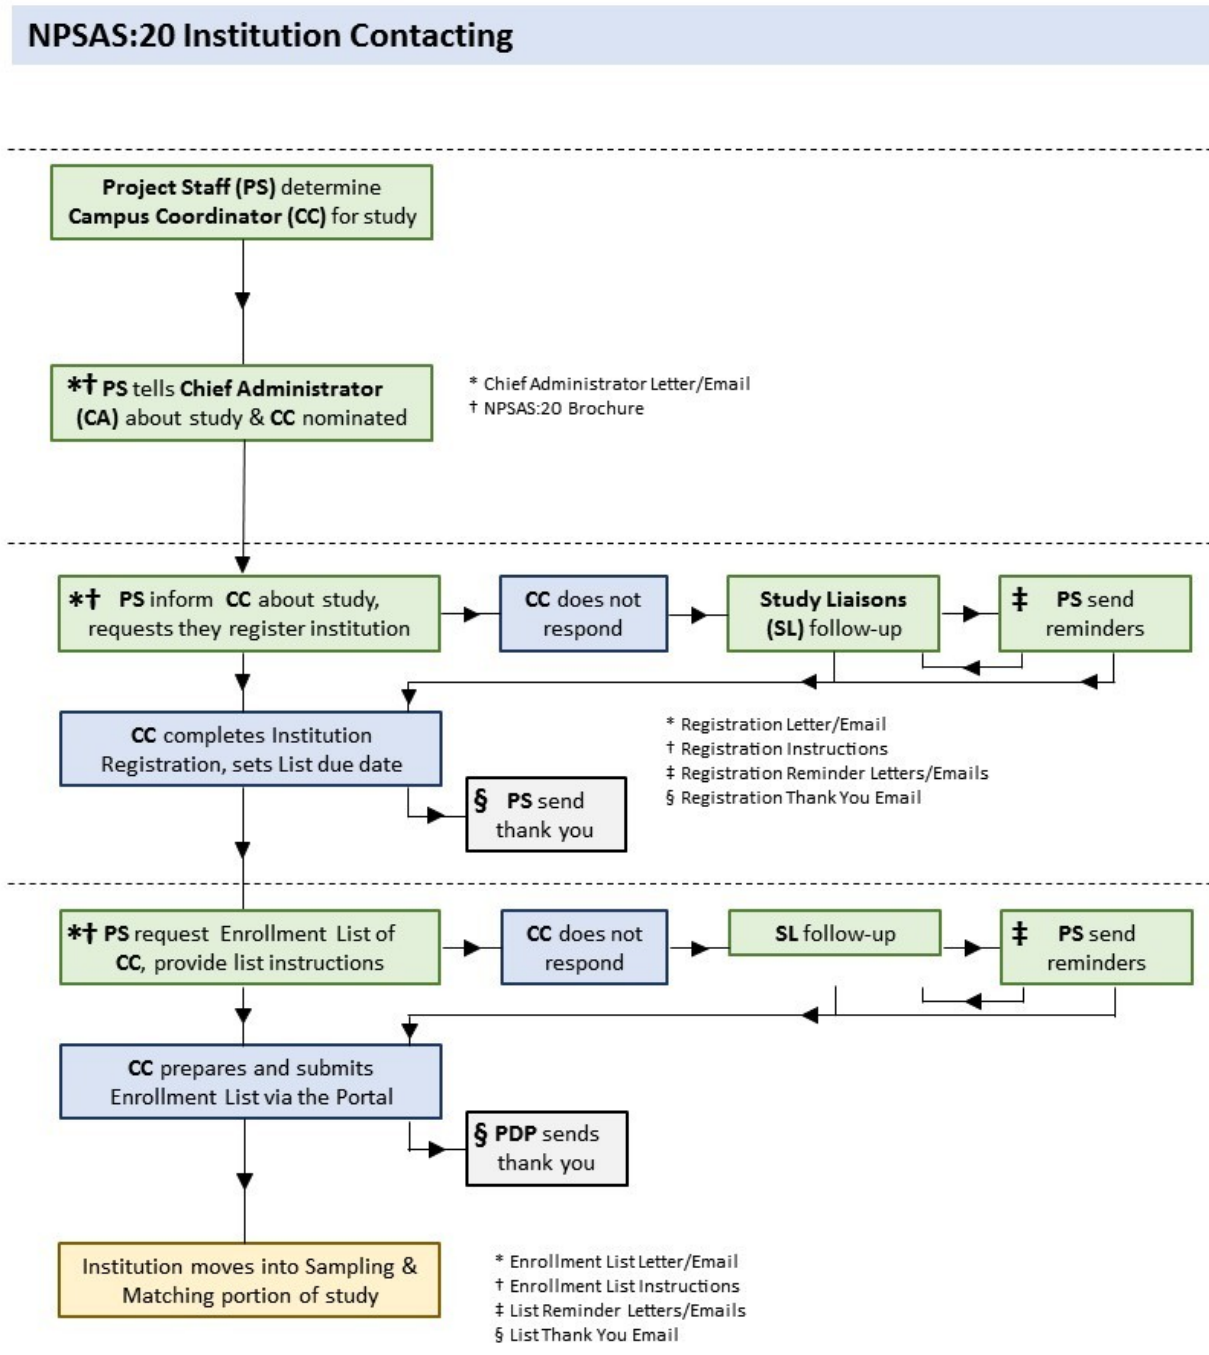 NPSAS:20 Institution Contacting
Project Staff (PS) determine
Campus Coordinator (CC) for study
*† PS tells Chief Administrator
(CA) about study & CC nominated
* Chief Administrator Letter/Email
† NPSAS:20 Brochure
*† PS inform CC about study,
requests they register institution
CC does not
respond
Study Liaisons
(SL) follow-up
‡ PS send
reminders
CC completes Institution
Registration, sets List due date
* Registration Letter/Email
† Registration Instructions
‡ Registration Reminder Letters/Emails
§ Registration Thank You Email
§ PS send
thank you
*† PS request Enrollment List of
CC, provide list instructions
CC does not
respond
SL follow-up
‡ PS send
reminders
CC prepares and submits
Enrollment List via the Portal
§ PDP sends
thank you
Institution moves into Sampling &
Matching portion of study
* Enrollment List Letter/Email
† Enrollment List Instructions
‡ List Reminder Letters/Emails
§ List Thank You Email